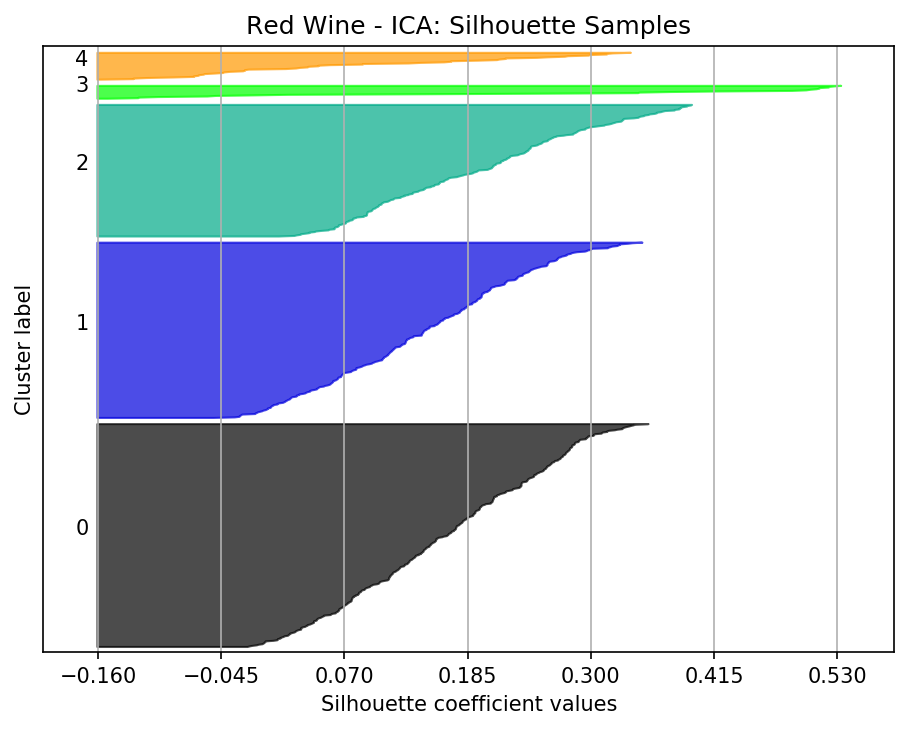 Red Wine - ICA: Silhouette Samples
4
3
2
1
0
Cluster label
−0.160 −0.045 0.070 0.185 0.300 0.415 0.530
Silhouette coefficient values